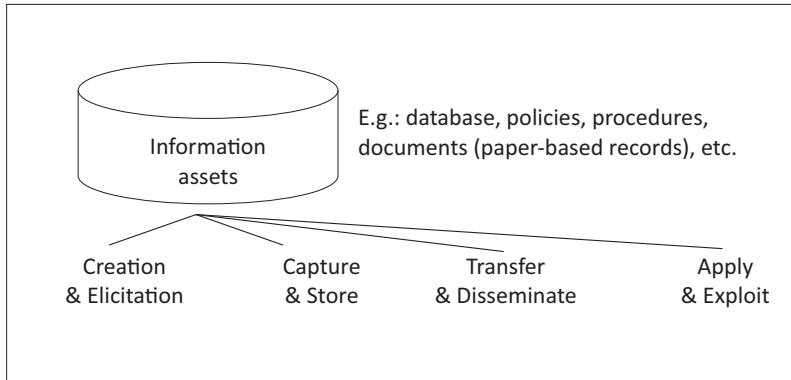 Information
assets
E.g.: database, policies, procedures,
documents (paper-based records), etc.
Creation
& Elicitation
Capture
& Store
Transfer
& Disseminate
Apply
& Exploit